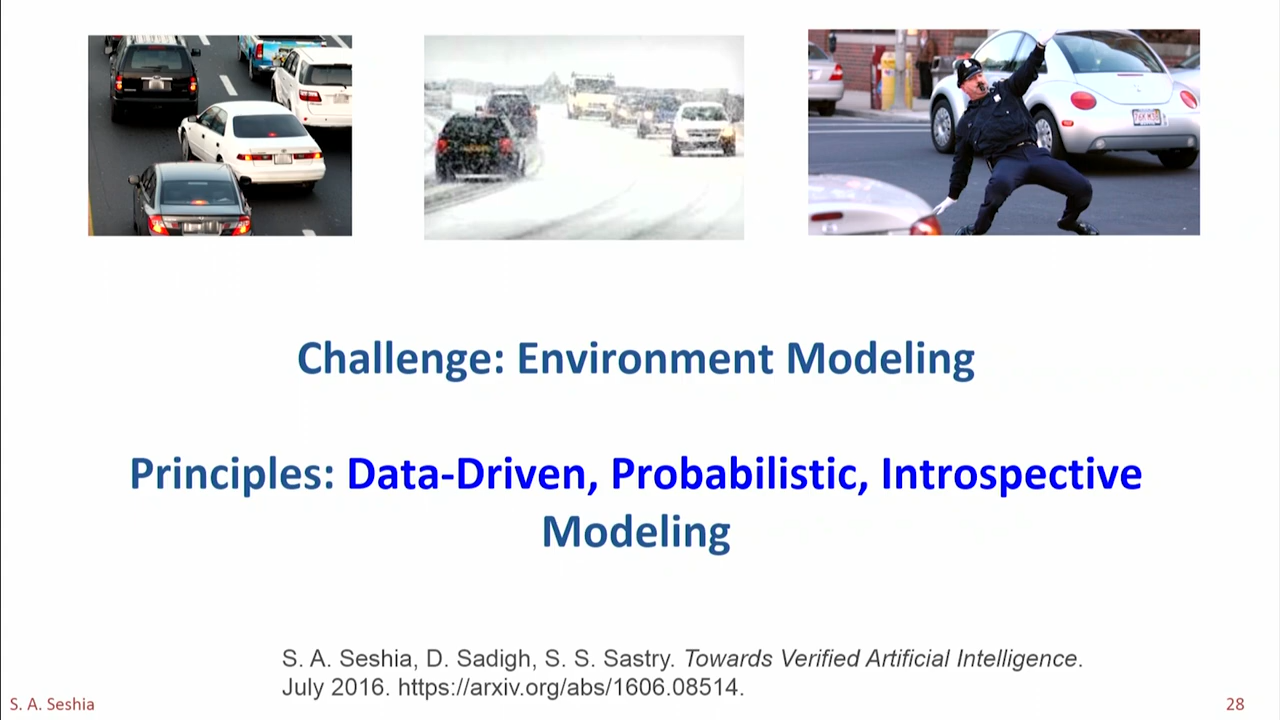 Challenge: Environment Modeling
Principles: Data-Driven, Probabilistic, Introspective
Modeling
S. A. Seshia, D. Sadigh, S. S. Sastry. Towards Verified Artificial Intelligence.
July 2016. https://arxiv.org/abs/1606.08514.
S. A. Seshia
28